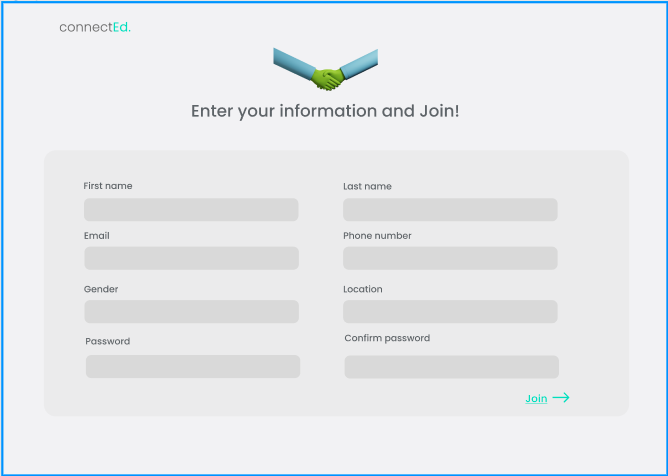 connectEd.
Enter your information and Join!
First name
Last name
Email
Phone number
Gender
Location
Password
Confirm password
Join